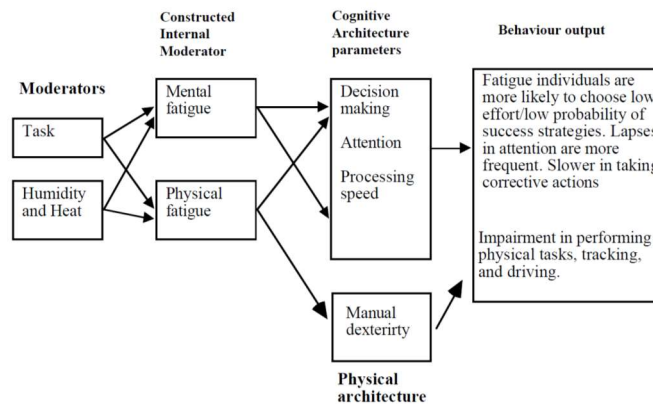 Constructed
Internal
Moderator
Cognitive
Architecture
parameters
Behaviour output
Moderators
Task
Humidity
and Heat
Mental
fatigue
Physical
fatigue
Decision
making
Attention
Processing
speed
Manual
dexterirty
Physical
architecture
Fatigue individuals are
more likely to choose low
effort/low probability of
success strategies. Lapses
in attention are more
frequent. Slower in taking
corrective actions
Impairment in performing
physical tasks, tracking,
and driving.